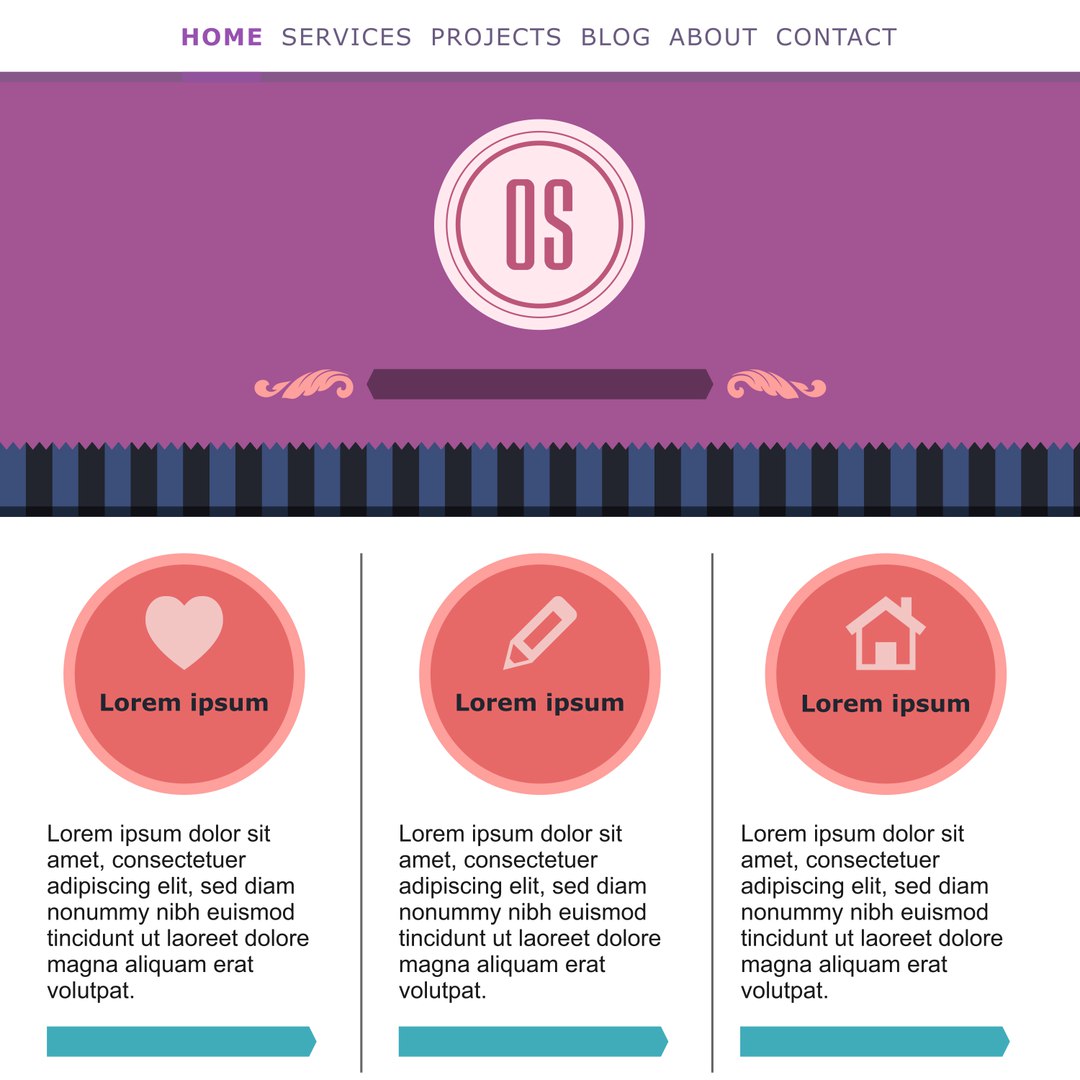 HOME SERVICES PROJECTS BLOG ABOUT CONTACT
OS
Lorem ipsum
Lorem ipsum dolor sit
amet, consectetuer
adipiscing elit, sed diam
nonummy nibh euismod
tincidunt ut laoreet dolore
magna aliquam erat
volutpat.
Lorem ipsum
Lorem ipsum dolor sit
amet, consectetuer
adipiscing elit, sed diam
nonummy nibh euismod
tincidunt ut laoreet dolore
magna aliquam erat
volutpat.
Lorem ipsum
Lorem ipsum dolor sit
amet, consectetuer
adipiscing elit, sed diam
nonummy nibh euismod
tincidunt ut laoreet dolore
magna aliquam erat
volutpat.